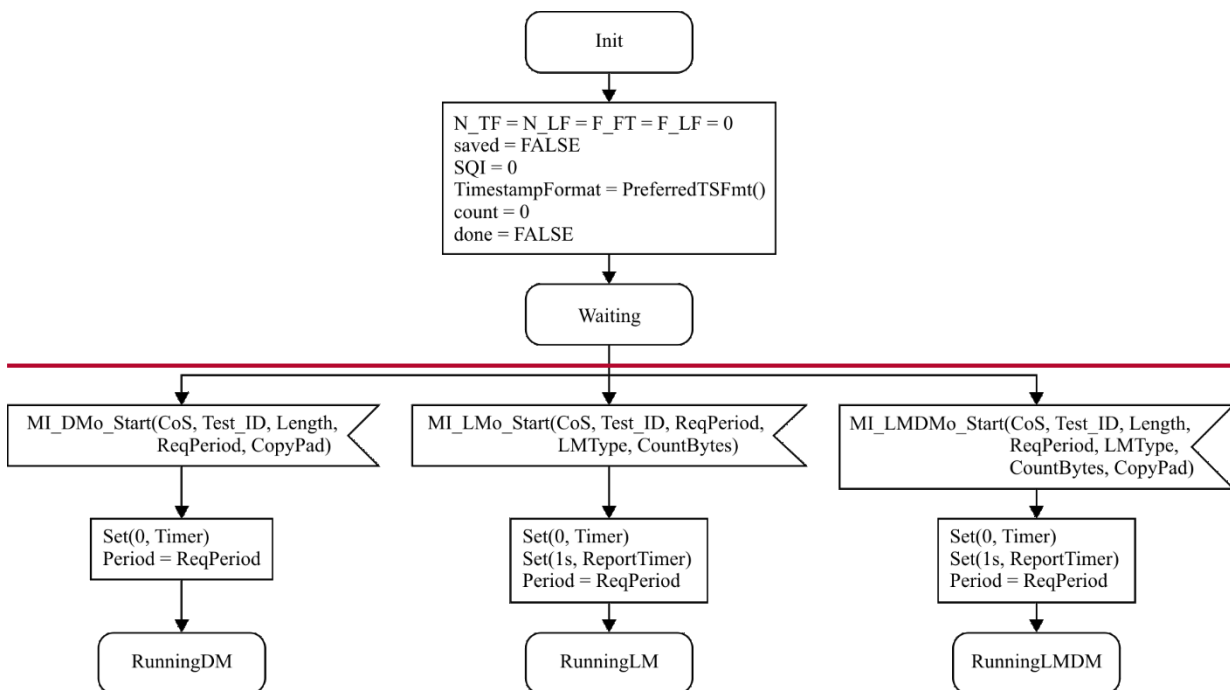 Init
N_TF = N_LF = F_FT = F_LF = 0
saved = FALSE
SQI = 0
TimestampFormat = PreferredTSFmt()
count = 0
done = FALSE
Waiting
MI_DMo_Start(CoS, Test_ID, Length,
ReqPeriod, CopyPad)
MI_LMo_Start(CoS, Test_ID, ReqPeriod,
LMType, CountBytes)
MI_LMDMo_Start(CoS, Test_ID, Length,
ReqPeriod, LMType,
CountBytes, CopyPad)
Set(0, Timer)
Period = ReqPeriod
Set(0, Timer)
Set(1s, ReportTimer)
Period = ReqPeriod
Set(0, Timer)
Set(1s, ReportTimer)
Period = ReqPeriod
RunningDM
RunningLM
RunningLMDM